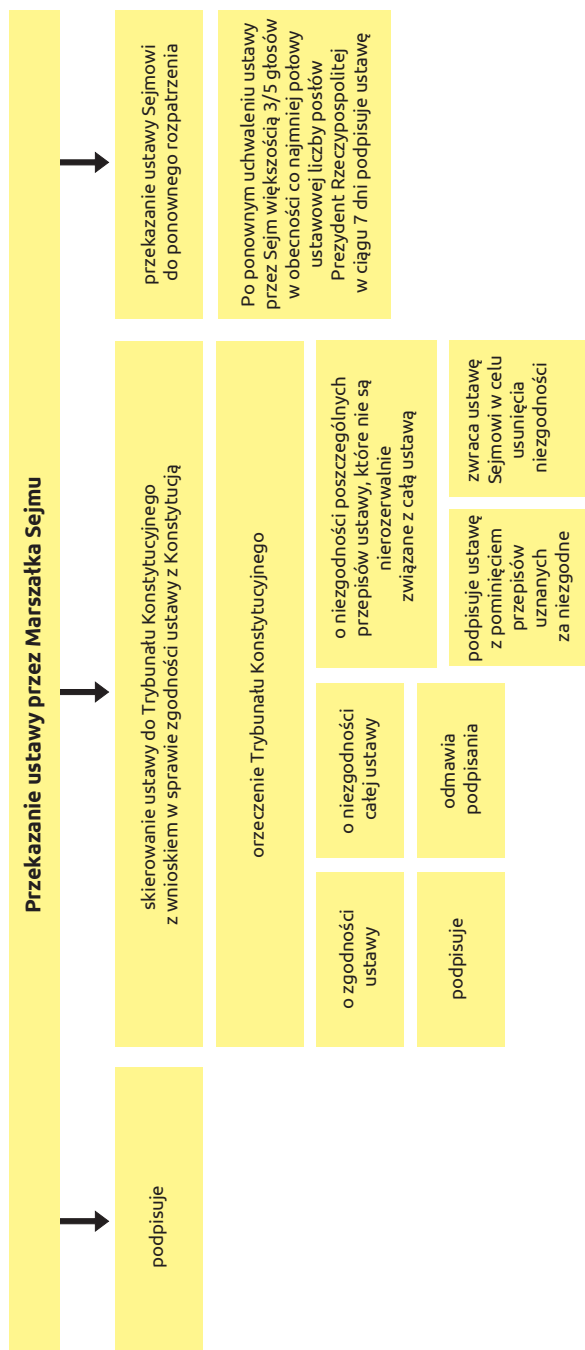 Przekazanie ustawy przez Marszałka Sejmu
podpisuje
skierowanie ustawy do Trybunału Konstytucyjnego
z wnioskiem w sprawie zgodności ustawy z Konstytucją
orzeczenie Trybunału Konstytucyjnego
o zgodności
ustawy
podpisuje
o niezgodności
całej ustawy
odmawia
podpisania
o niezgodności poszczególnych
przepisów ustawy, które nie są
nierozerwalnie
związane z całą ustawą
podpisuje ustawę
z pominięciem
przepisów
uznanych
za niezgodne
zwraca ustawę
Sejmowi w celu
usunięcia
niezgodności
przekazanie ustawy Sejmowi
do ponownego rozpatrzenia
Po ponownym uchwaleniu ustawy
przez Sejm większością 3/5 głosów
w obecności co najmniej połowy
ustawowej liczby posłów
Prezydent Rzeczypospolitej
w ciągu 7 dni podpisuje ustawę